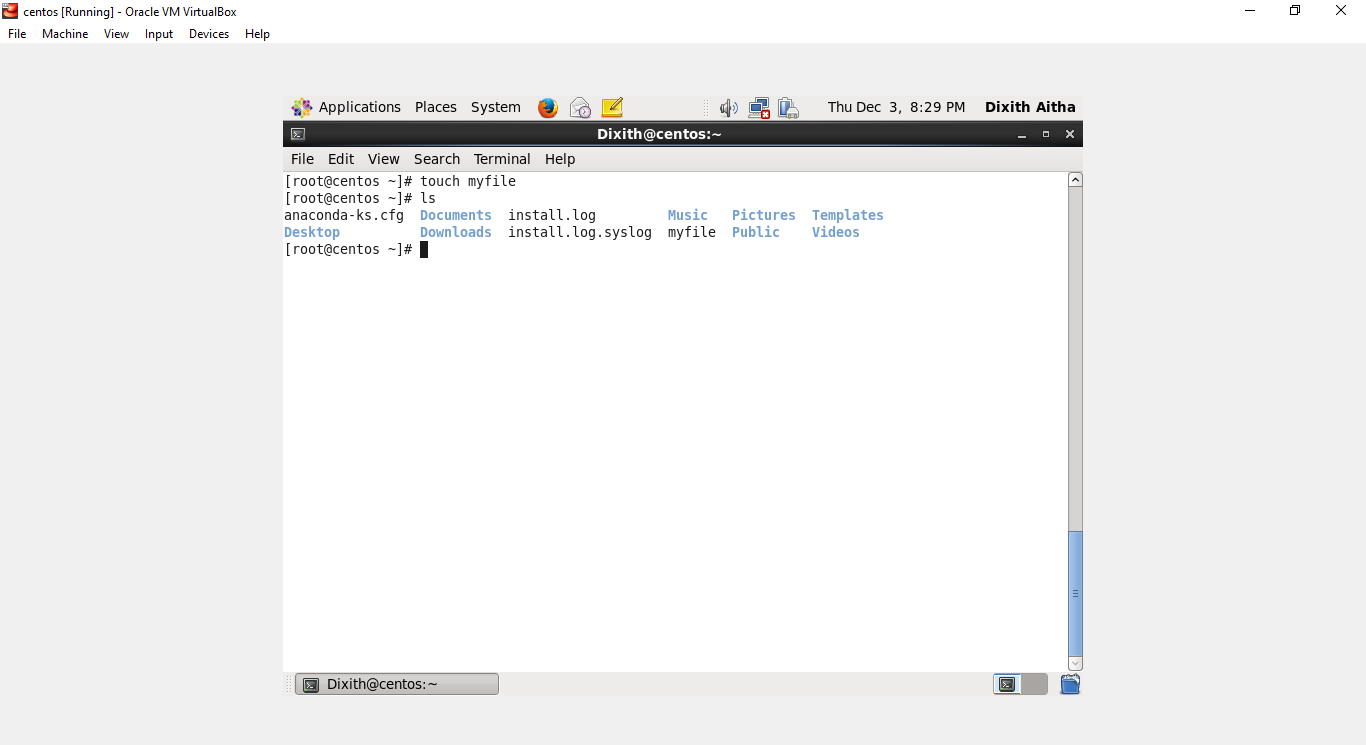 centos [Running] - Oracle VM VirtualBox
File Machine View Input Devices Help
Applications Places System Thu Dec 3, 8:29 PM Dixith Aitha
Dixith@centos:~
File Edit View Search Terminal Help
[root@centos ~]# touch myfile
[root@centos ~]# ls
anaconda-ks.cfg  Documents  install.log         Music   Pictures  Templates
Desktop          Downloads  install.log.syslog  myfile  Public    Videos
[root@centos ~]#
Dixith@centos:~